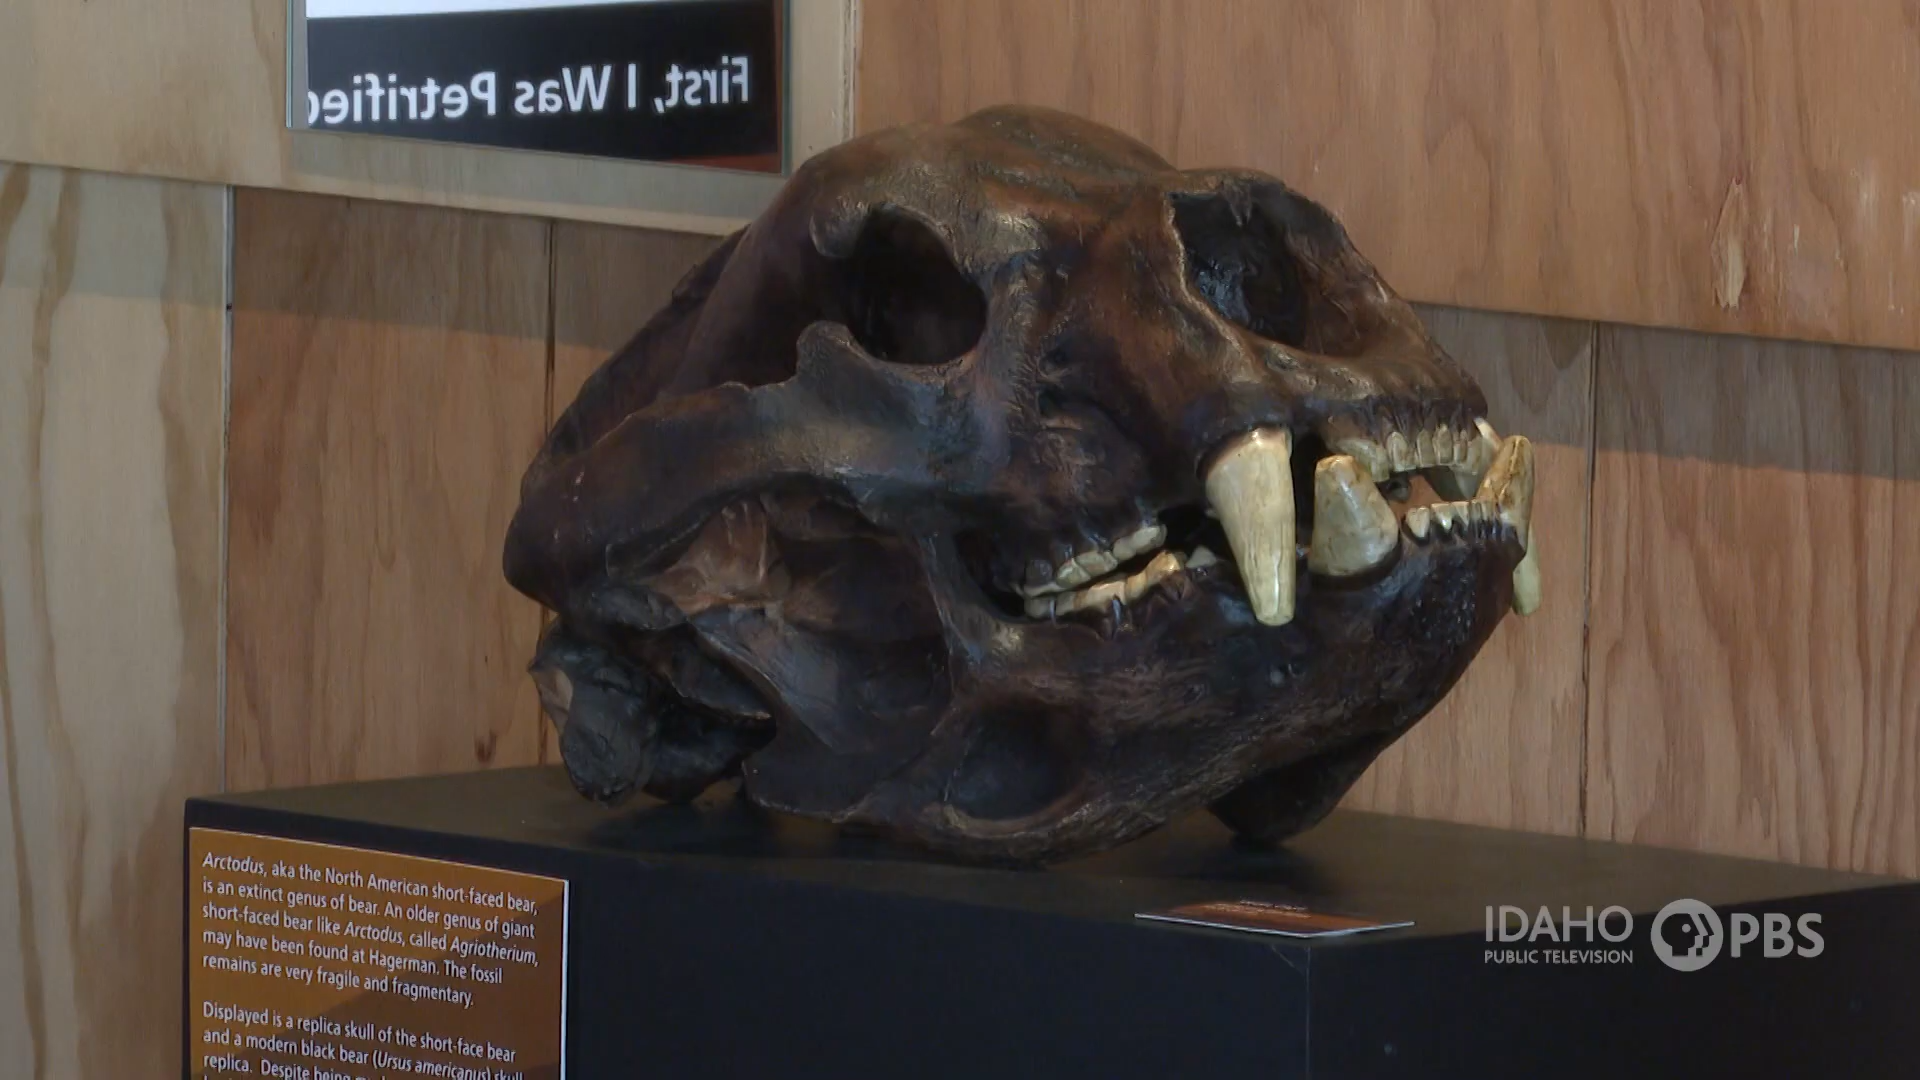 First, I Was Petrified
Arctodus, aka the North American short-faced bear,
is an extinct genus of bear. An older genus of giant
short-faced bear like Arctodus, called Agriotherium,
may have been found at Hagerman. The fossil
remains are very fragile and fragmentary.
Displayed is a replica skull of the short-face bear
and a modern black bear (Ursus americanus) skull
replica. Despite being
IDAHO
PUBLIC TELEVISION
PBS